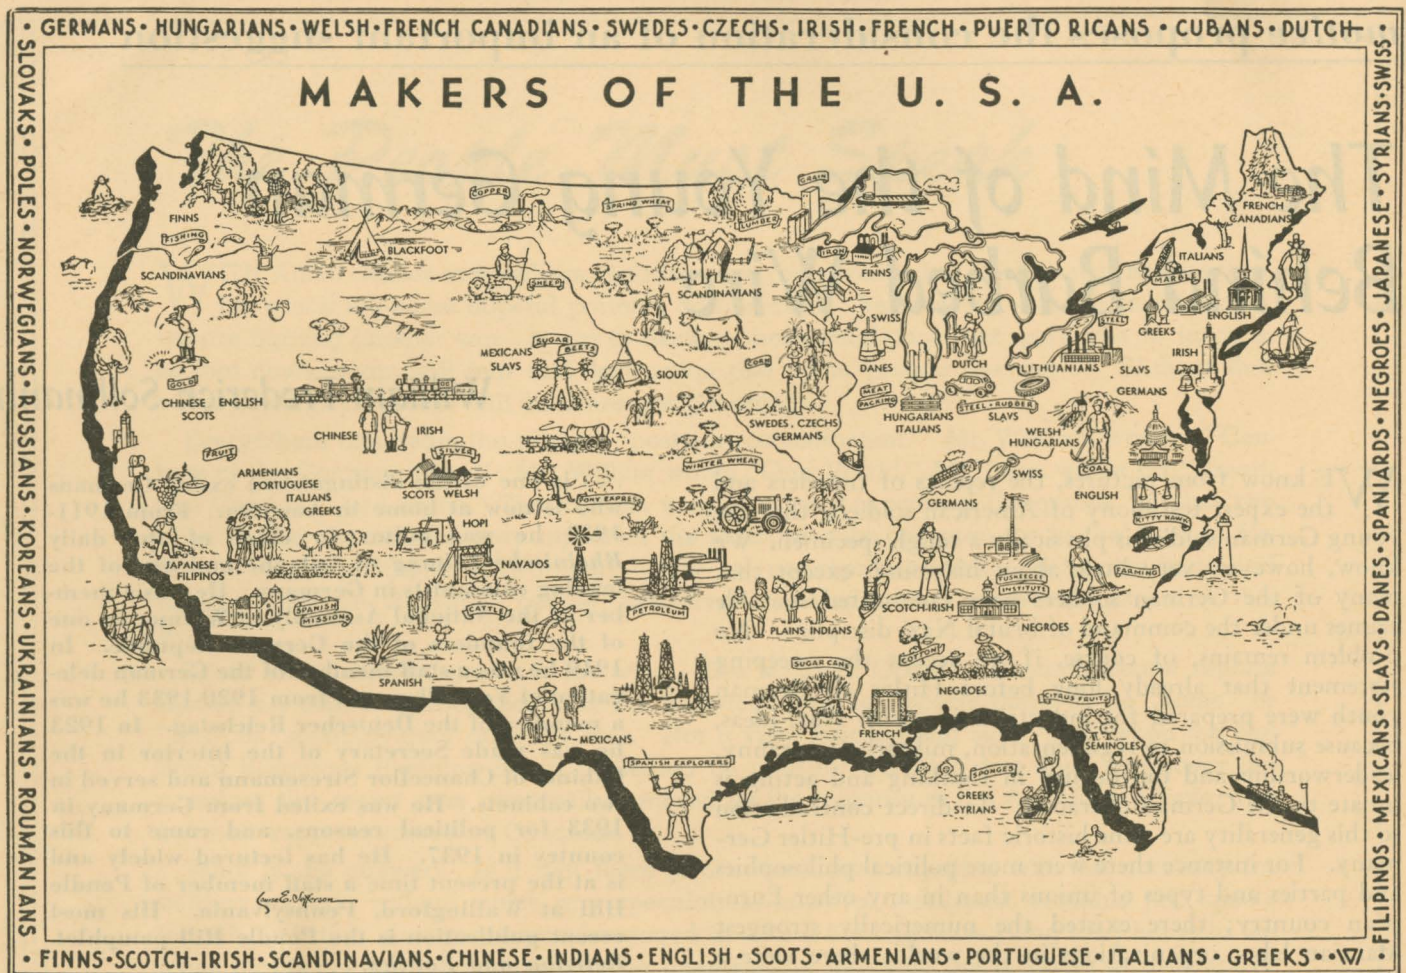 GERMANS • HUNGARIANS • WELSH • FRENCH CANADIANS • SWEDES • CZECHS • IRISH • FRENCH • PUERTO RICANS • CUBANS • DUTCH
SLOVAKS • POLES • NORWEGIANS • RUSSIANS • KOREANS • UKRAINIANS • ROUMANIANS
FILIPINOS MEXICANS • SLAVS • DANES • SPANIARDS • NEGROES • JAPANESE • SYRIANS • SWISS
MAKERS OF THE U. S. A.
FINNS
FISHING
SCANDINAVIANS
COPPER
BLACKFOOT
SHEEP
SPRING WHEAT
LUMBER
GRAIN
IRON
FINNS
SCANDINAVIANS
FRENCH
CANADIANS
ITALIANS
MARBLE
ENGLISH
GREEKS
STEEL
IRISH
SWISS
DANES
DUTCH
LITHUANIANS
SLAVS
GERMANS
GOLD
CHINESE
SCOTS
ENGLISH
MEXICANS
SLAVS
SUGAR BEETS
SIOUX
CORN
MEAT PACKING
HUNGARIANS
ITALIANS
STEEL • RUBBER
SLAVS
SWEDES, CZECHS
GERMANS
WELSH
HUNGARIANS
COAL
CHINESE
IRISH
FRUIT
SILVER
SCOTS WELSH
ARMENIANS
PORTUGUESE
ITALIANS
GREEKS
WINTER WHEAT
PONY EXPRESS
SWISS
GERMANS
ENGLISH
KITTY HAWK
HOPI
NAVAJOS
JAPANESE
FILIPINOS
SPANISH MISSIONS
CATTLE
PETROLEUM
PLAINS INDIANS
SCOTCH-IRISH
TUSKEGEE INSTITUTE
FARMING
NEGROES
COTTON
NEGROES
SPANISH
SUGAR CANE
FRENCH
CITRUS FRUITS
SEMINOLES
MEXICANS
SPANISH EXPLORERS
SPONGES
GREEKS
SYRIANS
• FINNS • SCOTCH-IRISH • SCANDINAVIANS • CHINESE • INDIANS • ENGLISH • SCOTS • ARMENIANS • PORTUGUESE • ITALIANS • GREEKS • •